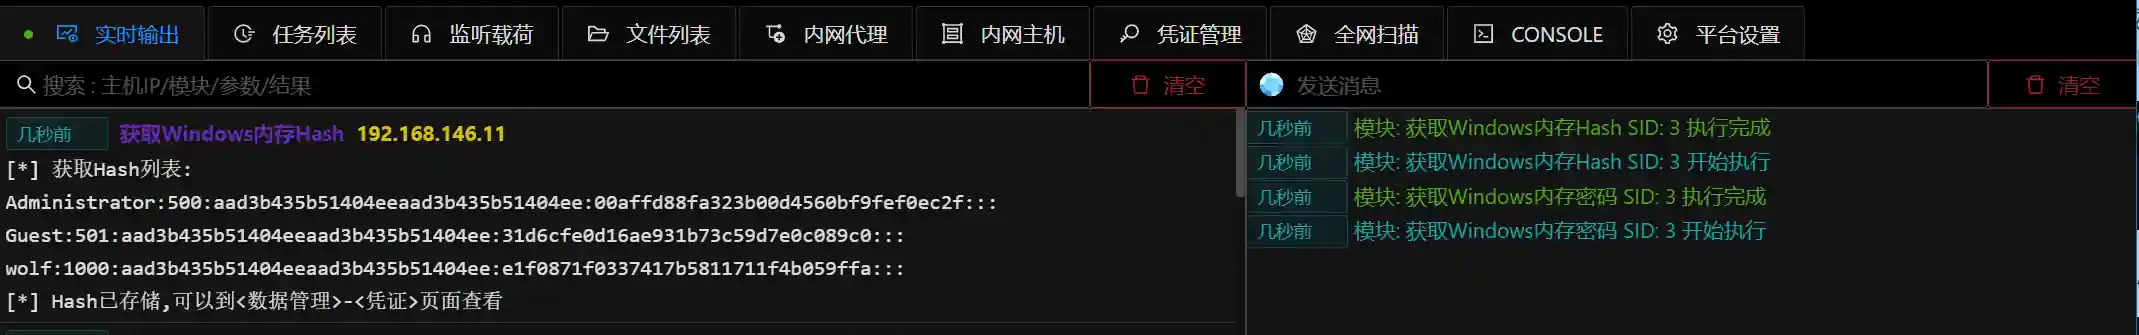 实时输出
任务列表
监听载荷
文件列表
内网代理
内网主机
凭证管理
全网扫描
CONSOLE
平台设置
搜索 : 主机IP/模块/参数/结果
清空
发送消息
清空
几秒前 获取Windows内存Hash 192.168.146.11
[*] 获取Hash列表:
Administrator:500:aad3b435b51404eeaad3b435b51404ee:00affd88fa323b00d4560bf9fef0ec2f:::
Guest:501:aad3b435b51404eeaad3b435b51404ee:31d6cfe0d16ae931b73c59d7e0c089c0:::
wolf:1000:aad3b435b51404eeaad3b435b51404ee:e1f0871f0337417b5811711f4b059ffa:::
[*] Hash已存储,可以到<数据管理>-<凭证>页面查看
几秒前 模块: 获取Windows内存Hash SID: 3 执行完成
几秒前 模块: 获取Windows内存Hash SID: 3 开始执行
几秒前 模块: 获取Windows内存密码 SID: 3 执行完成
几秒前 模块: 获取Windows内存密码 SID: 3 开始执行